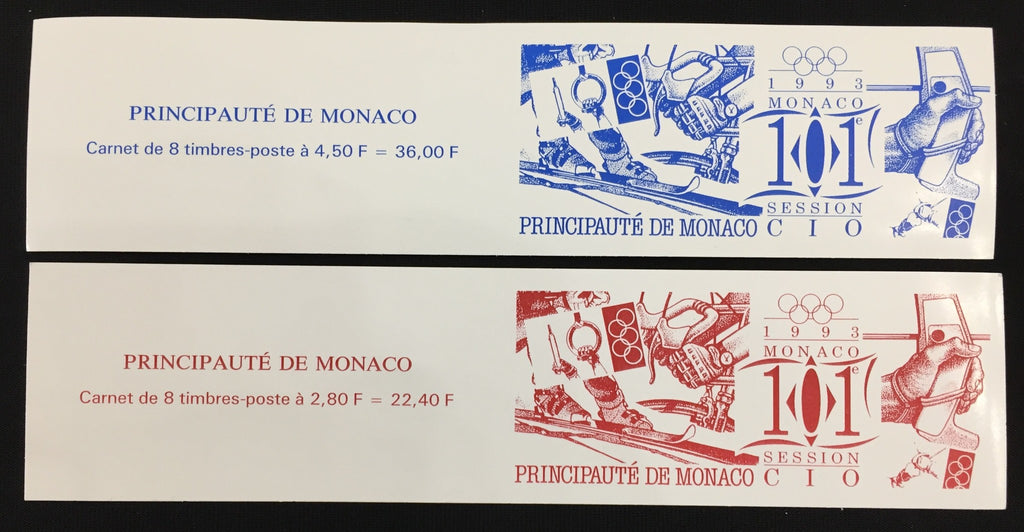 PRINCIPAUTÉ DE MONACO
Carnet de 8 timbres-poste à 4,50 F = 36,00 F
1993
MONACO
101e
SESSION
CIO
PRINCIPAUTÉ DE MONACO
PRINCIPAUTÉ DE MONACO
Carnet de 8 timbres-poste à 2,80 F = 22,40 F
1993
MONACO
101e
SESSION
CIO
PRINCIPAUTÉ DE MONACO